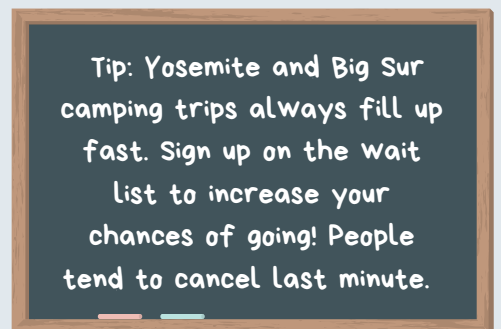 Tip: Yosemite and Big Sur
camping trips always fill up
fast. Sign up on the wait
list to increase your
chances of going! People
tend to cancel last minute.